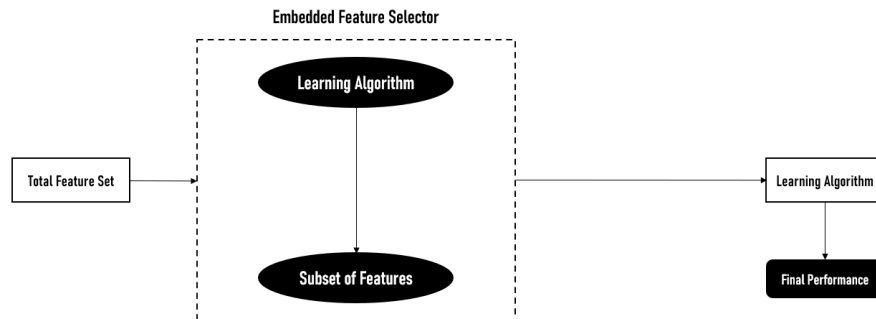 Embedded Feature Selector
Learning Algorithm
Total Feature Set
Learning Algorithm
Subset of Features
Final Performance